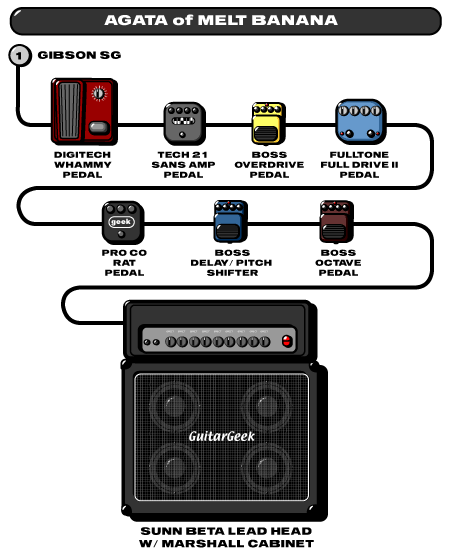 AGATA of MELT BANANA
1 GIBSON SG
DIGITECH
WHAMMY
PEDAL
TECH 21
SANS AMP
PEDAL
BOSS
OVERDRIVE
PEDAL
FULLTONE
FULL DRIVE II
PEDAL
geek
PRO CO
RAT
PEDAL
BOSS
DELAY/PITCH
SHIFTER
BOSS
OCTAVE
PEDAL
GuitarGeek
SUNN BETA LEAD HEAD
W/ MARSHALL CABINET